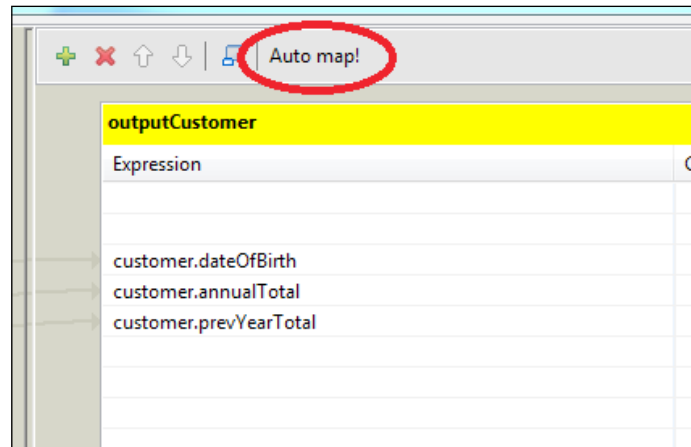 Auto map!
outputCustomer
Expression
customer.dateOfBirth
customer.annualTotal
customer.prevYearTotal